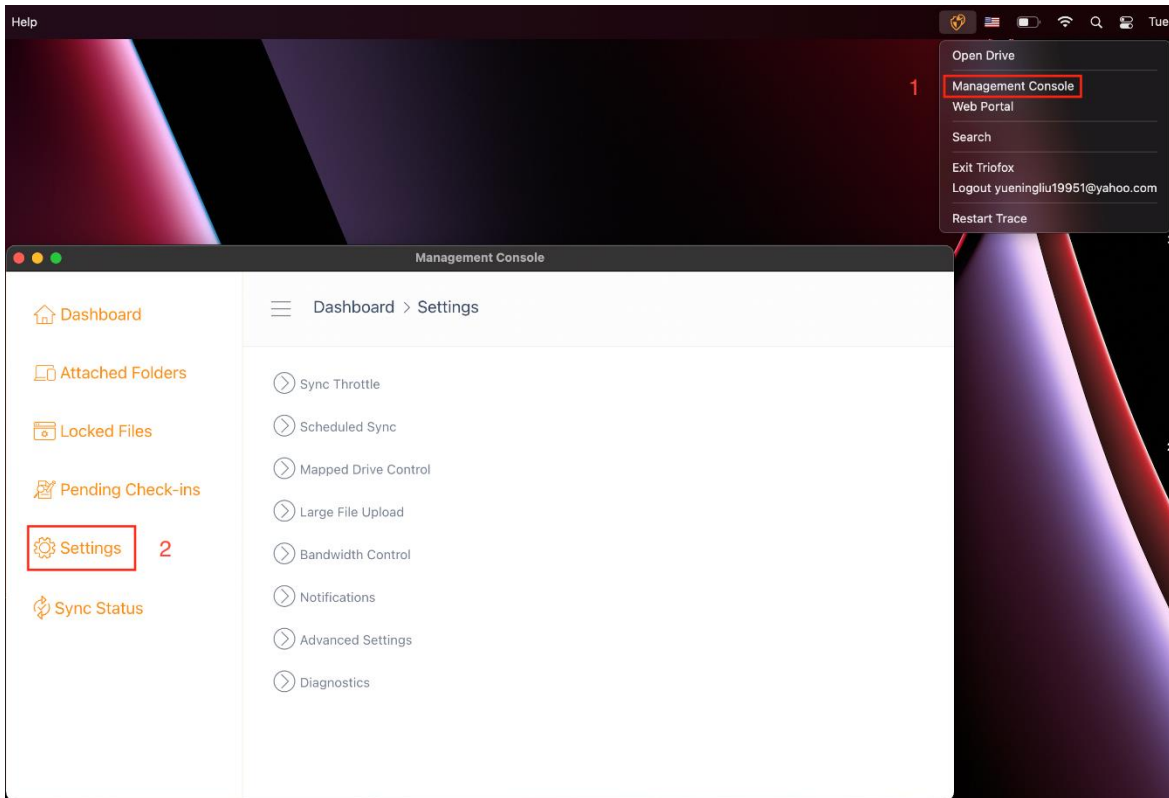 Help
Tue
Open Drive
1
Management Console
Web Portal
Search
Exit Triofox
Logout yueningliu19951@yahoo.com
Restart Trace
Management Console
Dashboard
Attached Folders
Locked Files
Pending Check-ins
Settings
2
Sync Status
Dashboard > Settings
Sync Throttle
Scheduled Sync
Mapped Drive Control
Large File Upload
Bandwidth Control
Notifications
Advanced Settings
Diagnostics